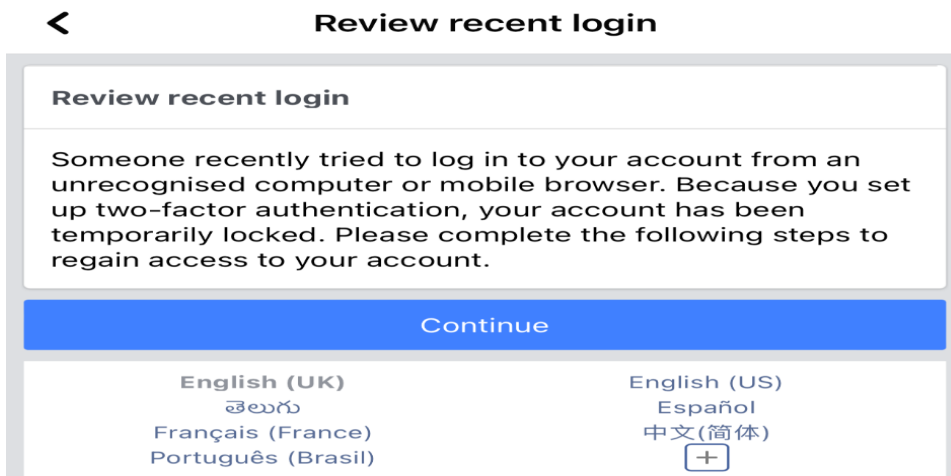 Review recent login
Review recent login
Someone recently tried to log in to your account from an
unrecognised computer or mobile browser. Because you set
up two-factor authentication, your account has been
temporarily locked. Please complete the following steps to
regain access to your account.
Continue
English (UK)
English (US)
తెలుగు
Español
Français (France)
中文(简体)
Português (Brasil)
+